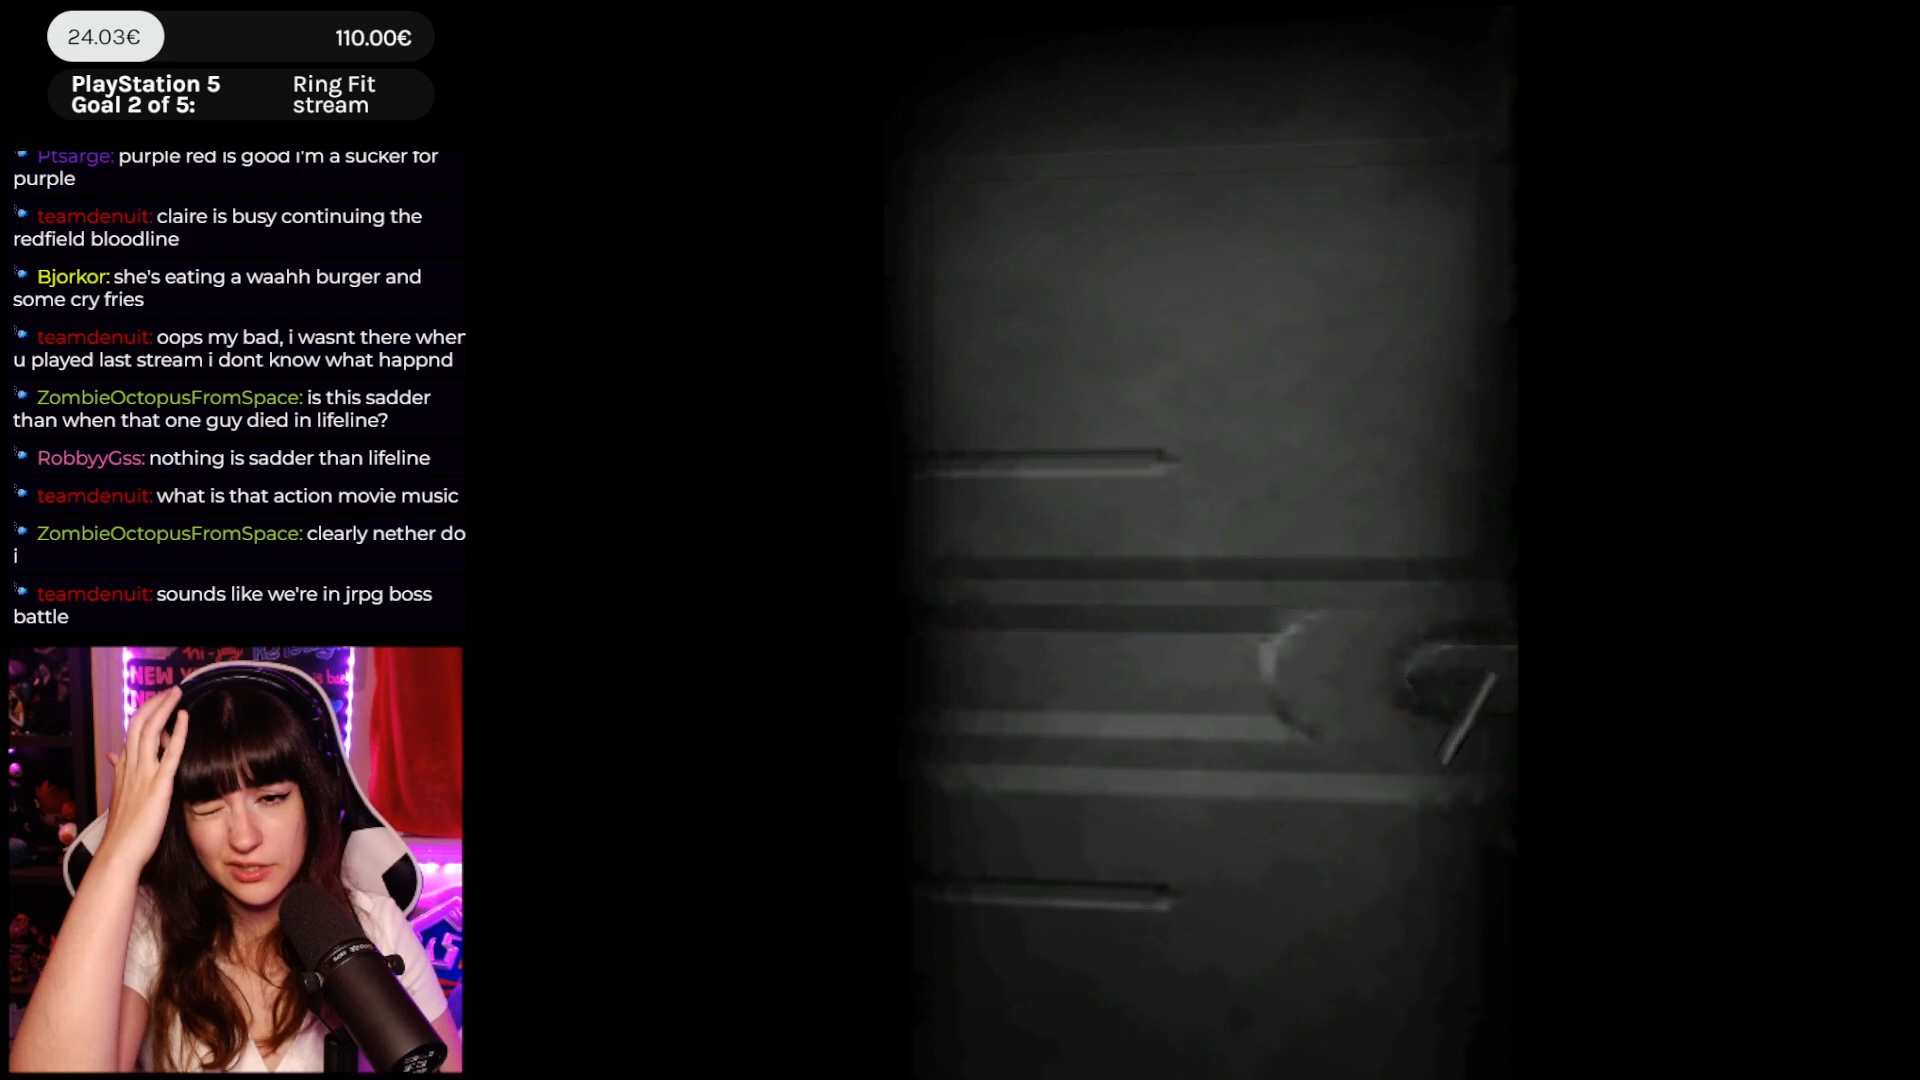 24.03€ 110.00€
PlayStation 5 Ring Fit
Goal 2 of 5: stream
Ptsarge: purple red is good i'm a sucker for
purple
teamdenuit: claire is busy continuing the
redfield bloodline
Bjorkor: she's eating a waahh burger and
some cry fries
teamdenuit: oops my bad, i wasnt there when
u played last stream i dont know what happnd
ZombieOctopusFromSpace: is this sadder
than when that one guy died in lifeline?
RobbyyGss: nothing is sadder than lifeline
teamdenuit: what is that action movie music
ZombieOctopusFromSpace: clearly nether do
i
teamdenuit: sounds like we're in jrpg boss
battle
NEW